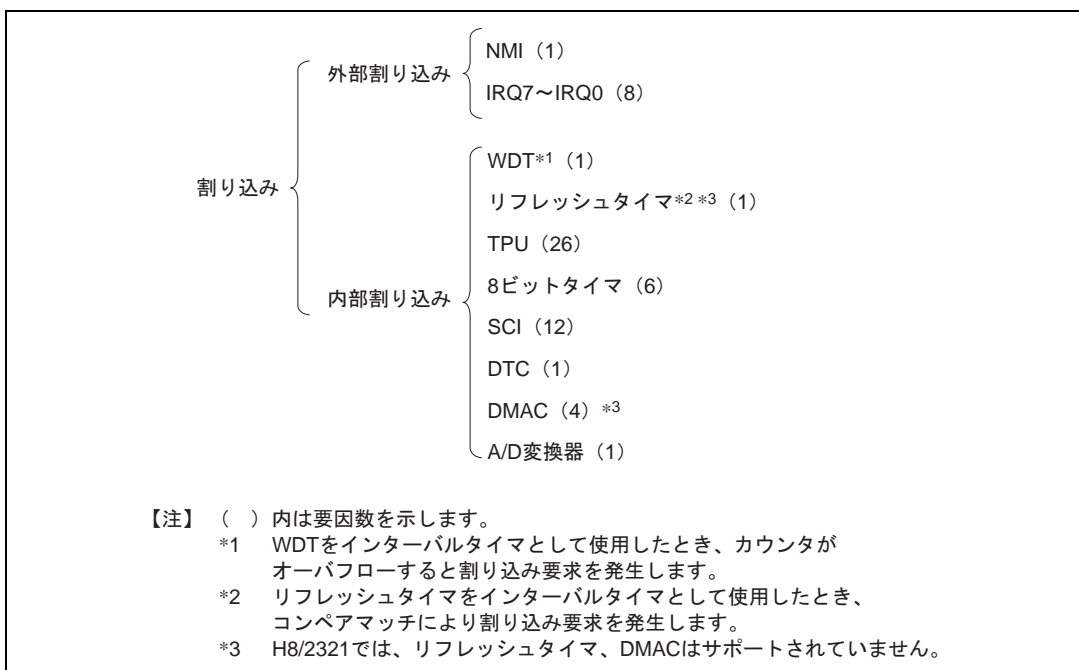 外部割り込み
NMI（1）
IRQ7～IRQ0（8）
割り込み
内部割り込み
WDT*1（1）
リフレッシュタイマ*2 *3（1）
TPU（26）
8ビットタイマ（6）
SCI（12）
DTC（1）
DMAC（4）*3
A/D変換器（1）
【注】（　）内は要因数を示します。
*1　WDTをインターバルタイマとして使用したとき、カウンタが
オーバフローすると割り込み要求を発生します。
*2　リフレッシュタイマをインターバルタイマとして使用したとき、
コンペアマッチにより割り込み要求を発生します。
*3　H8/2321では、リフレッシュタイマ、DMACはサポートされていません。